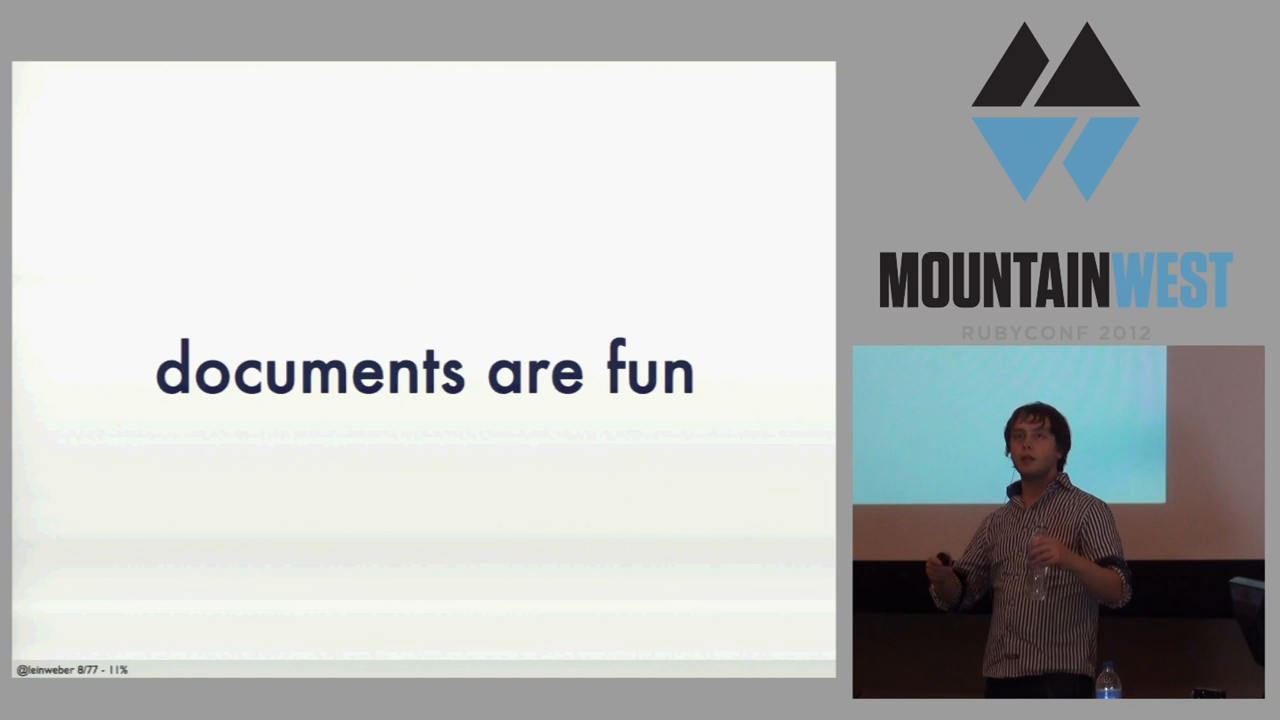 documents are fun
@leinweber 8/77 - 11%
MOUNTAINWEST
RUBYCONF 2012